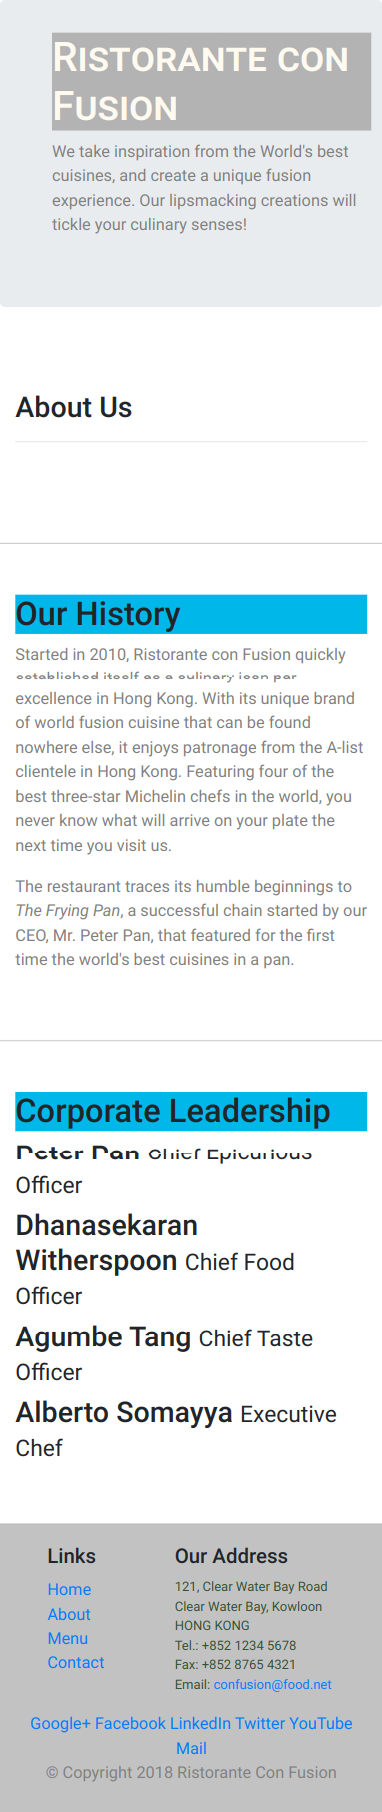 RISTORANTE CON
FUSION
We take inspiration from the World's best
cuisines, and create a unique fusion
experience. Our lipsmacking creations will
tickle your culinary senses!
About Us
Our History
Started in 2010, Ristorante con Fusion quickly
established itself as a culinary icon par
excellence in Hong Kong. With its unique brand
of world fusion cuisine that can be found
nowhere else, it enjoys patronage from the A-list
clientele in Hong Kong. Featuring four of the
best three-star Michelin chefs in the world, you
never know what will arrive on your plate the
next time you visit us.
The restaurant traces its humble beginnings to
The Frying Pan, a successful chain started by our
CEO, Mr. Peter Pan, that featured for the first
time the world's best cuisines in a pan.
Corporate Leadership
Peter Pan Chief Epicurious
Officer
Dhanasekaran
Witherspoon Chief Food
Officer
Agumbe Tang Chief Taste
Officer
Alberto Somayya Executive
Chef
Links
Home
About
Menu
Contact
Our Address
121, Clear Water Bay Road
Clear Water Bay, Kowloon
HONG KONG
Tel.: +852 1234 5678
Fax: +852 8765 4321
Email: confusion@food.net
Google+ Facebook LinkedIn Twitter YouTube
Mail
© Copyright 2018 Ristorante Con Fusion